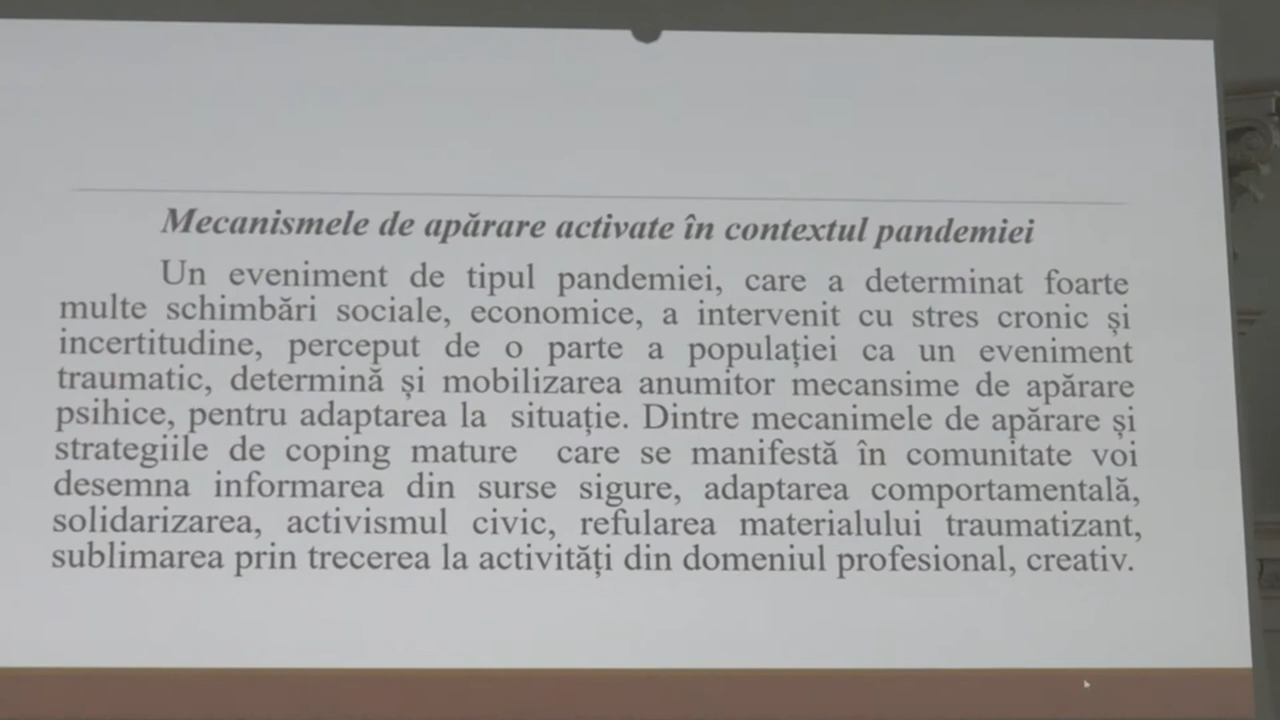 Mecanismele de apărare activate în contextul pandemiei
Un eveniment de tipul pandemiei, care a determinat foarte
multe schimbări sociale, economice, a intervenit cu stres cronic și
incertitudine, perceput de o parte a populației ca un eveniment
traumatic, determină și mobilizarea anumitor mecansime de apărare
psihice, pentru adaptarea la situație. Dintre mecanimele de apărare și
strategiile de coping mature care se manifestă în comunitate voi
desemna informarea din surse sigure, adaptarea comportamentală,
solidarizarea, activismul civic, refularea materialului traumatizant,
sublimarea prin trecerea la activități din domeniul profesional, creativ.